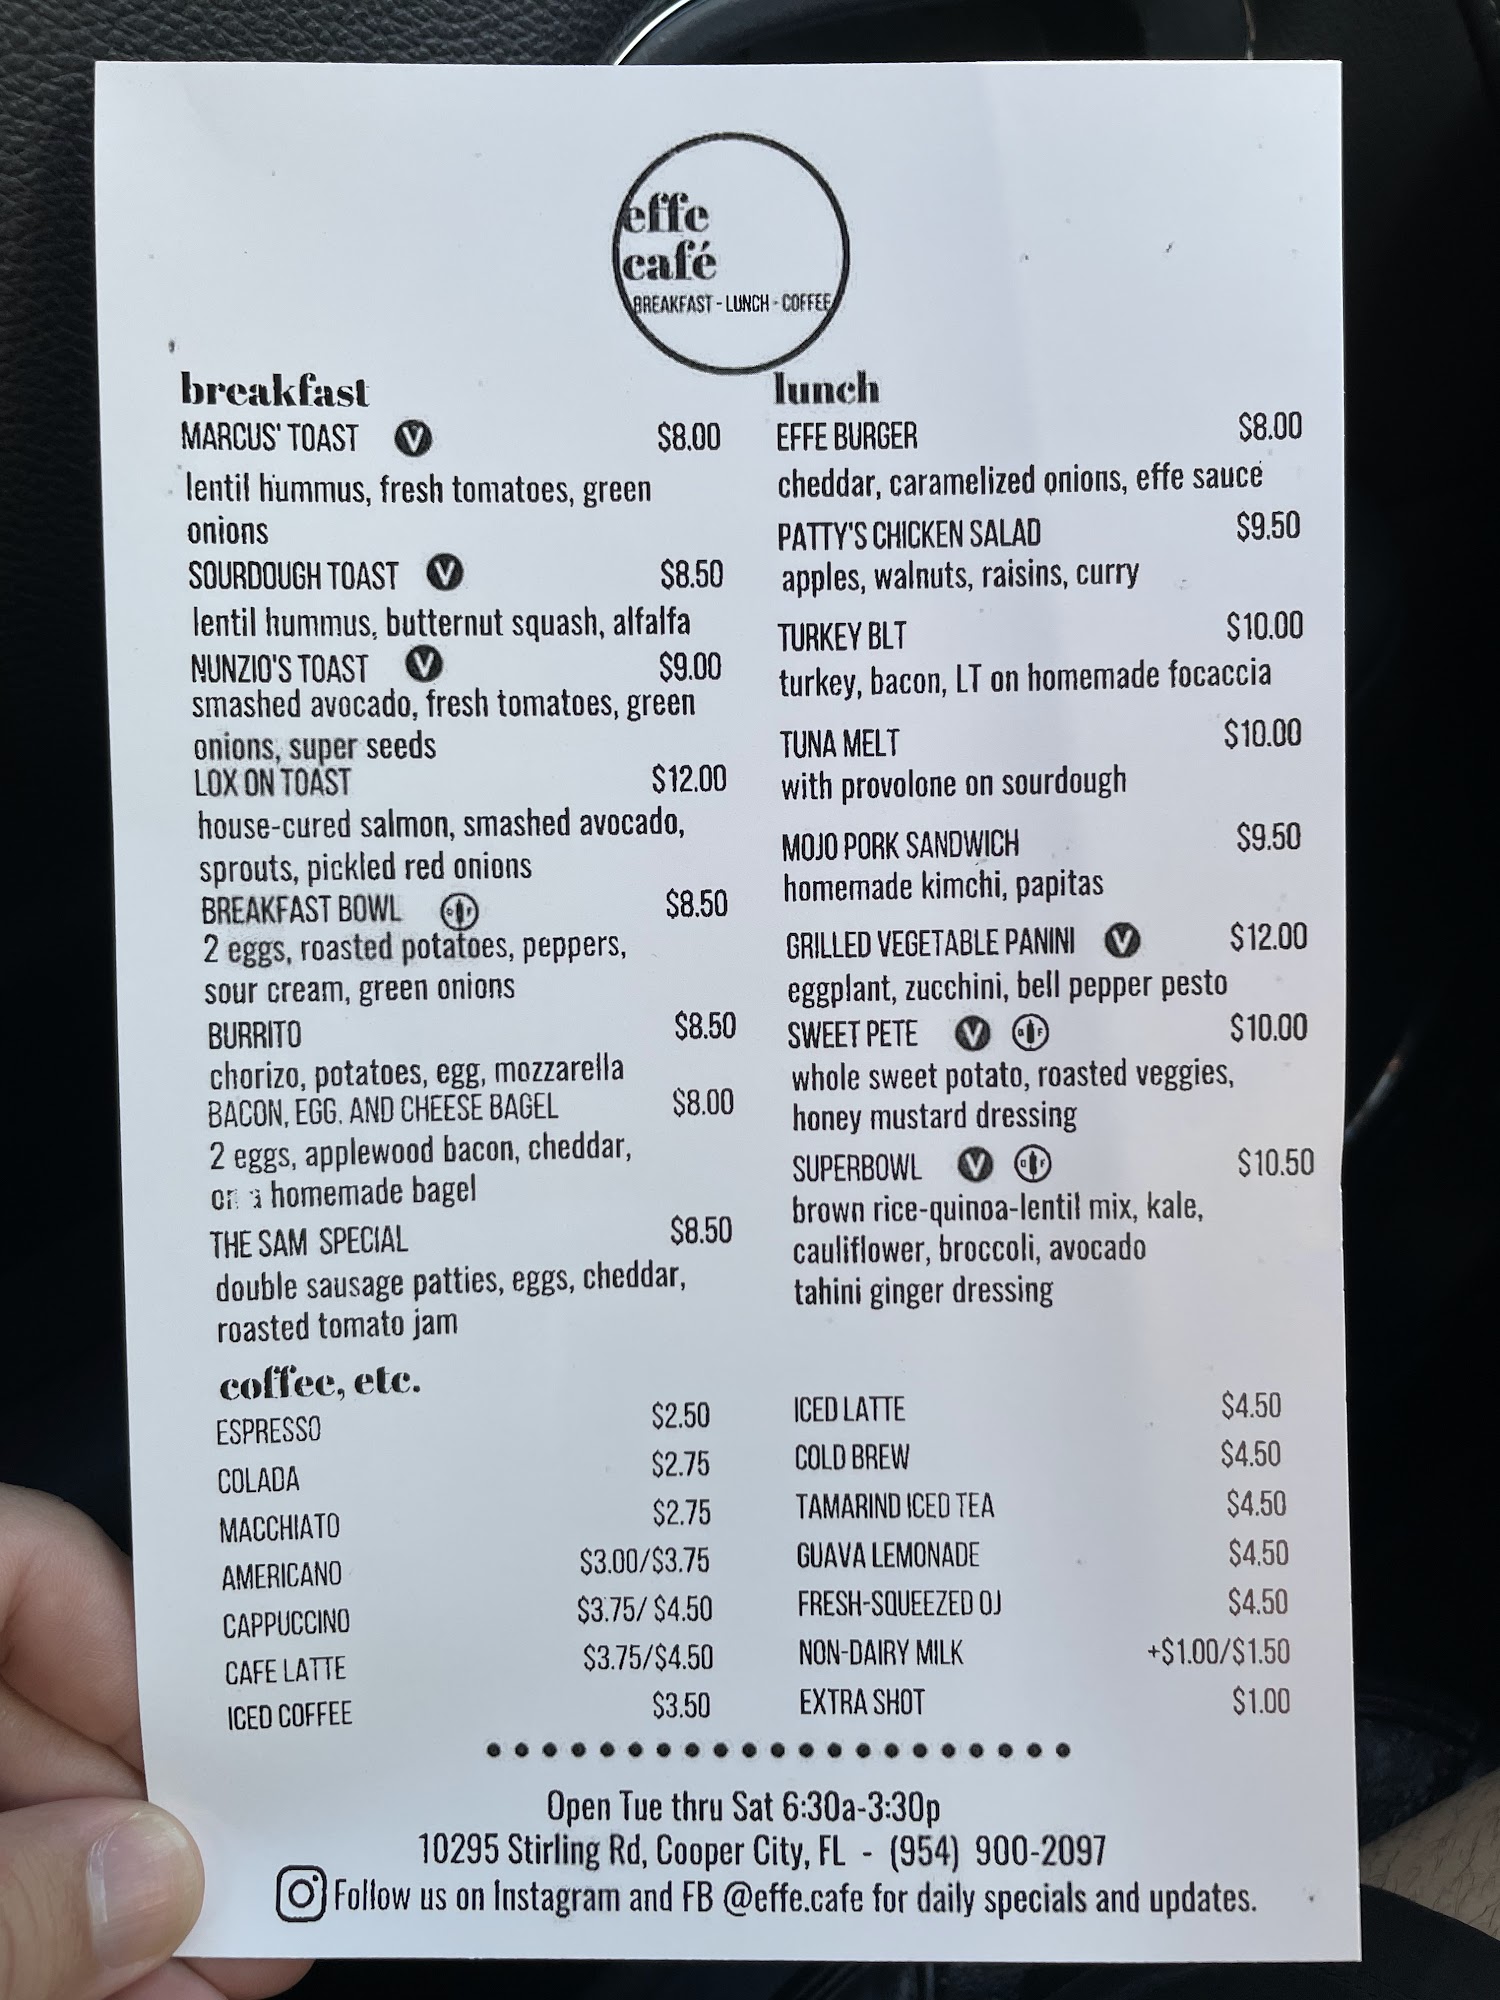 effe
café
BREAKFAST - LUNCH - COFFEE
breakfast
MARCUS' TOAST V $8.00
lentil hummus, fresh tomatoes, green
onions
SOURDOUGH TOAST V $8.50
lentil hummus, butternut squash, alfalfa
NUNZIO'S TOAST V $9.00
smashed avocado, fresh tomatoes, green
onions, super seeds
LOX ON TOAST $12.00
house-cured salmon, smashed avocado,
sprouts, pickled red onions
BREAKFAST BOWL GF $8.50
2 eggs, roasted potatoes, peppers,
sour cream, green onions
BURRITO $8.50
chorizo, potatoes, egg, mozzarella
BACON, EGG, AND CHEESE BAGEL $8.00
2 eggs, applewood bacon, cheddar,
on a homemade bagel
THE SAM SPECIAL $8.50
double sausage patties, eggs, cheddar,
roasted tomato jam
lunch
EFFE BURGER $8.00
cheddar, caramelized onions, effe sauce
PATTY'S CHICKEN SALAD $9.50
apples, walnuts, raisins, curry
TURKEY BLT $10.00
turkey, bacon, LT on homemade focaccia
TUNA MELT $10.00
with provolone on sourdough
MOJO PORK SANDWICH $9.50
homemade kimchi, papitas
GRILLED VEGETABLE PANINI V $12.00
eggplant, zucchini, bell pepper pesto
SWEET PETE V GF $10.00
whole sweet potato, roasted veggies,
honey mustard dressing
SUPERBOWL V GF $10.50
brown rice-quinoa-lentil mix, kale,
cauliflower, broccoli, avocado
tahini ginger dressing
coffee, etc.
ESPRESSO $2.50
COLADA $2.75
MACCHIATO $2.75
AMERICANO $3.00/$3.75
CAPPUCCINO $3.75/ $4.50
CAFE LATTE $3.75/$4.50
ICED COFFEE $3.50
ICED LATTE $4.50
COLD BREW $4.50
TAMARIND ICED TEA $4.50
GUAVA LEMONADE $4.50
FRESH-SQUEEZED OJ $4.50
NON-DAIRY MILK +$1.00/$1.50
EXTRA SHOT $1.00
Open Tue thru Sat 6:30a-3:30p
10295 Stirling Rd, Cooper City, FL - (954) 900-2097
Follow us on Instagram and FB @effe.cafe for daily specials and updates.